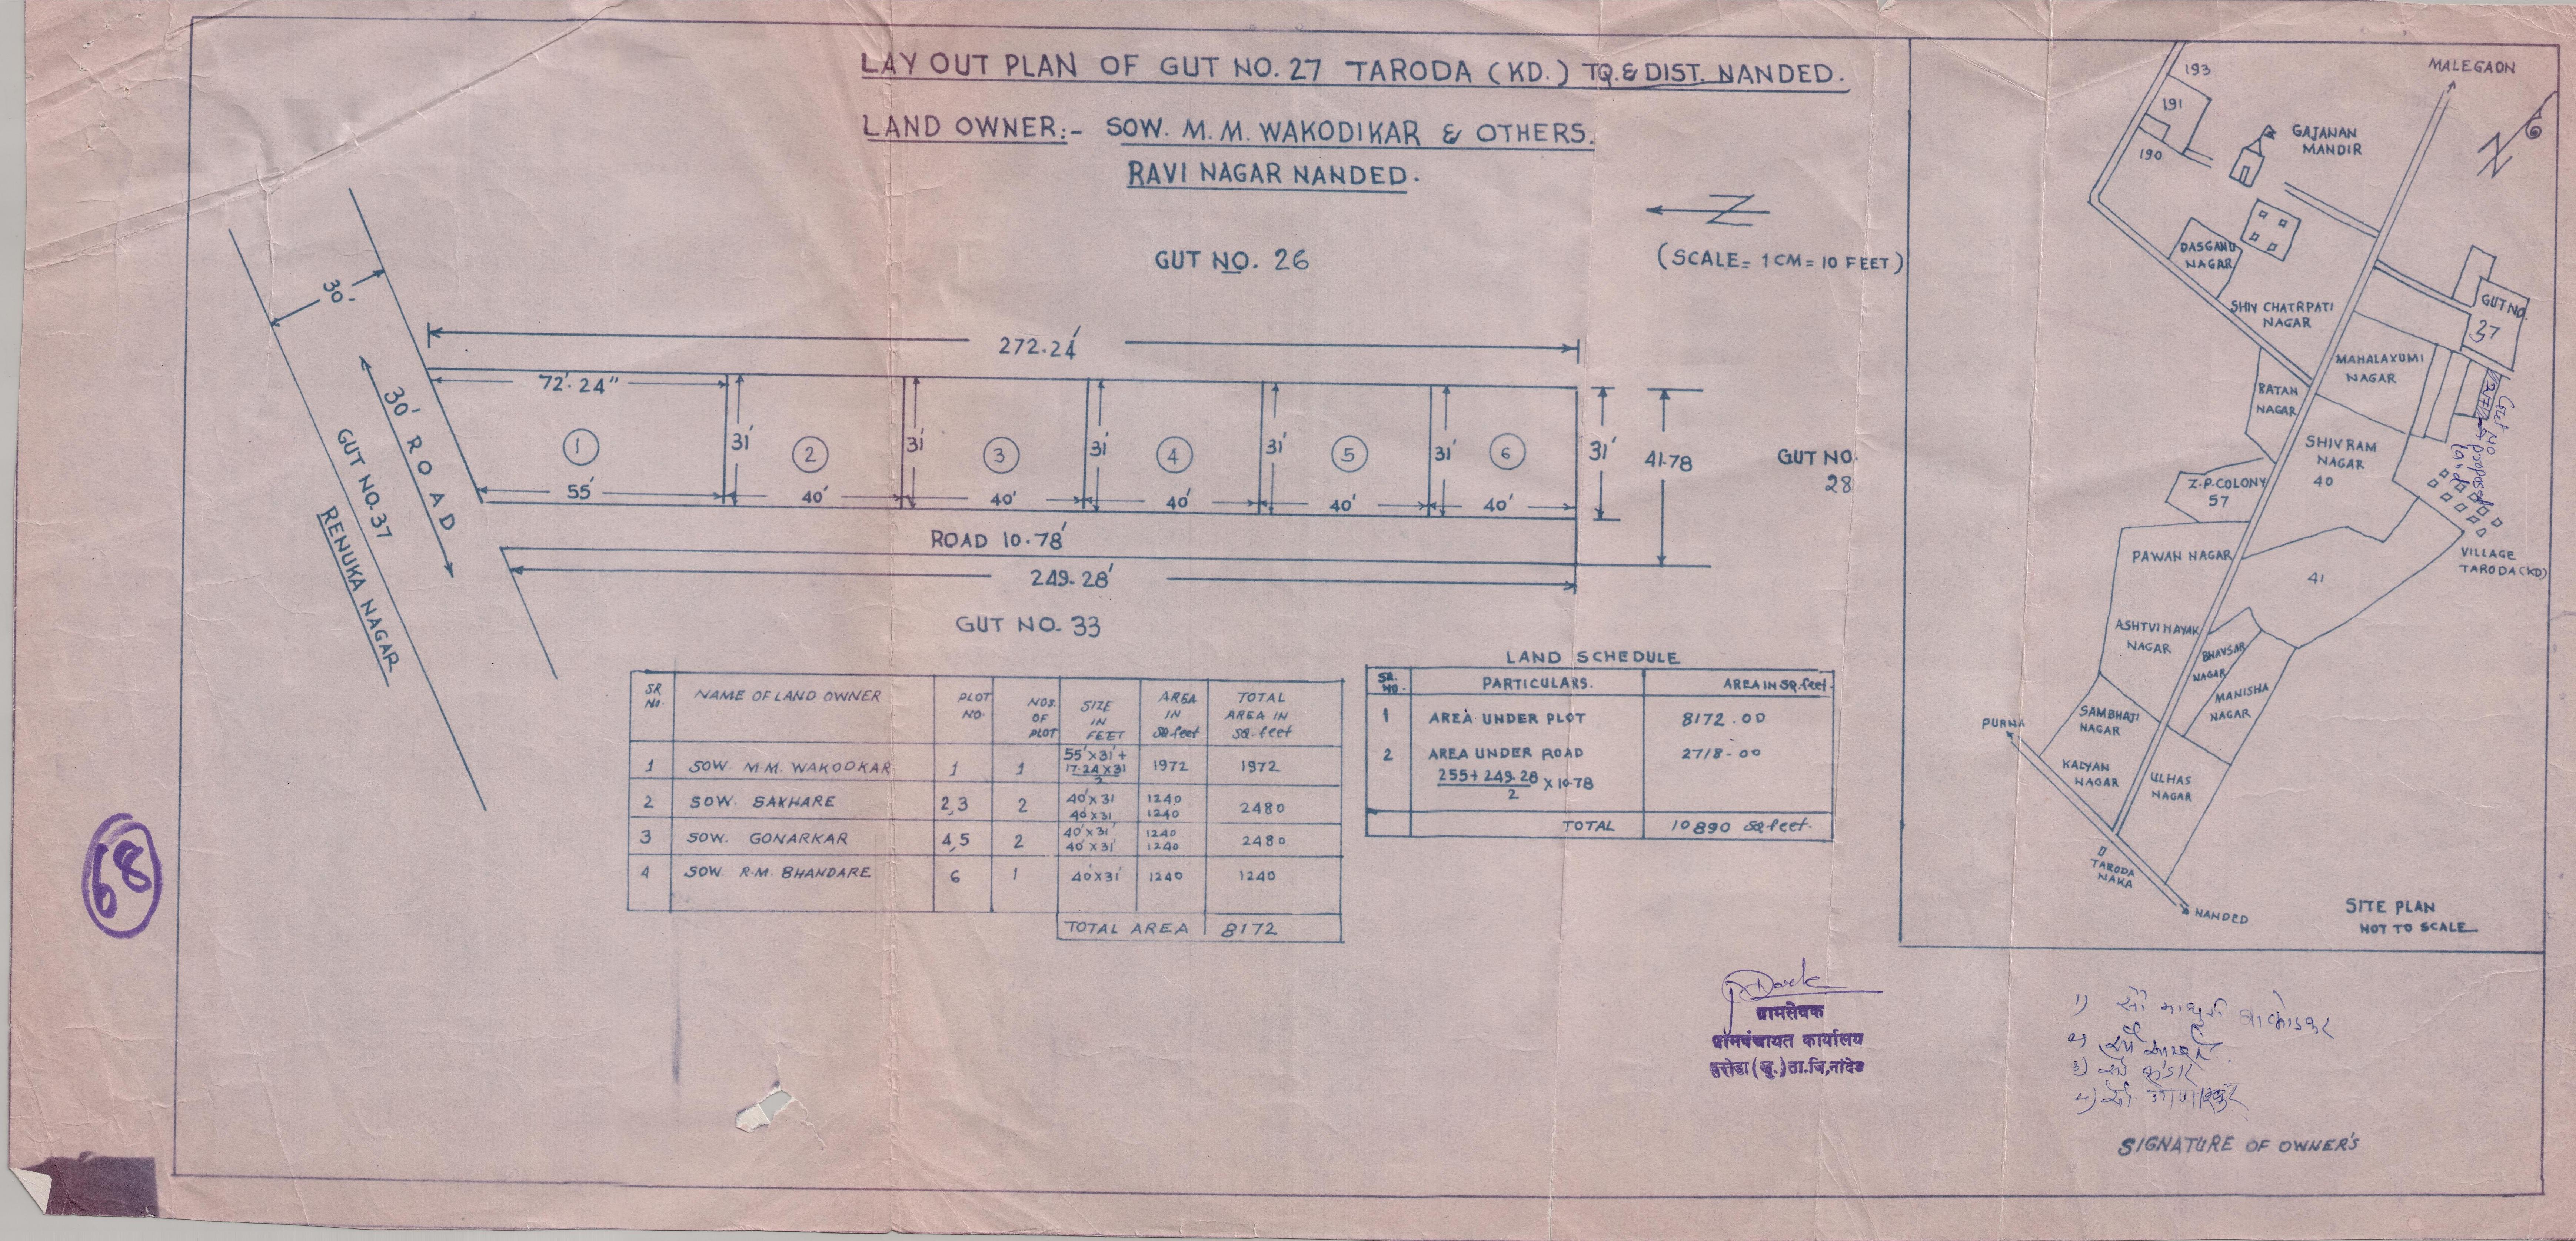 LAY OUT PLAN OF GUT NO. 27 TARODA (KD.) TQ. & DIST. NANDED.
LAND OWNER:- SOW. M. M. WAKODIKAR & OTHERS.
RAVI NAGAR NANDED.
GUT NO. 26
(SCALE= 1 CM= 10 FEET)
30'
30' ROAD
GUT NO. 37
RENUKA NAGAR
272.24'
72'.24"
31' 31' 31' 31' 31' 31'
1 2 3 4 5 6
55' 40' 40' 40' 40' 40'
41.78
GUT NO.
28
ROAD 10.78'
249.28'
GUT NO. 33
SR NO. NAME OF LAND OWNER PLOT NO. NOS. OF PLOT SIZE IN FEET AREA IN SQ.feet TOTAL AREA IN SQ.feet
1 SOW. M.M. WAKODKAR 1 1 55'X31'+ 17.24X31 2 1972 1972
2 SOW. SAKHARE 2,3 2 40'X31 40'X31 1240 1240 2480
3 SOW. GONARKAR 4,5 2 40'X31' 40'X31' 1240 1240 2480
4 SOW. R.M. BHANDARE 6 1 40'X31' 1240 1240
TOTAL AREA 8172
LAND SCHEDULE
SR. NO. PARTICULARS. AREA IN SQ.feet.
1 AREA UNDER PLOT 8172.00
2 AREA UNDER ROAD 2718-00
255+249.28 X 10.78
2
TOTAL 10890 SQ.feet.
68
MALEGAON
193
191
190
GAJANAN
MANDIR
DASGANU
NAGAR
SHIV CHATRPATI
NAGAR
GUT NO.
37
MAHALAXUMI
NAGAR
RATAN
NAGAR
SHIVRAM
NAGAR
40
Z.P. COLONY
57
PAWAN NAGAR
VILLAGE
TARODA (KD)
41
ASHTVINAYAK
NAGAR
BHAVSAR
NAGAR
MANISHA
NAGAR
SAMBHAJI
NAGAR
PURNA
KALYAN
NAGAR
ULHAS
NAGAR
TARODA
NAKA
NANDED
SITE PLAN
NOT TO SCALE
ग्रामसेवक
ग्रामपंचायत कार्यालय
तरोडा (खु.) ता.जि.नांदेड
SIGNATURE OF OWNER'S